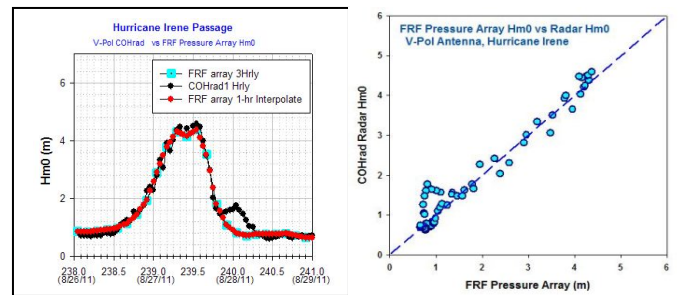 Hurricane Irene Passage
V-Pol COHrad vs FRF Pressure Array Hm0
FRF array 3Hrly
COHrad1 Hrly
FRF array 1-hr Interpolate
Hm0 (m)
6
4
2
0
238.0 238.5 239.0 239.5 240.0 240.5 241.0
(8/26/11) (8/27/11) (8/28/11) (8/29/11)
FRF Pressure Array Hm0 vs Radar Hm0
V-Pol Antenna, Hurricane Irene
COHrad Radar Hm0
6
5
4
3
2
1
0
0 1 2 3 4 5 6
FRF Pressure Array (m)